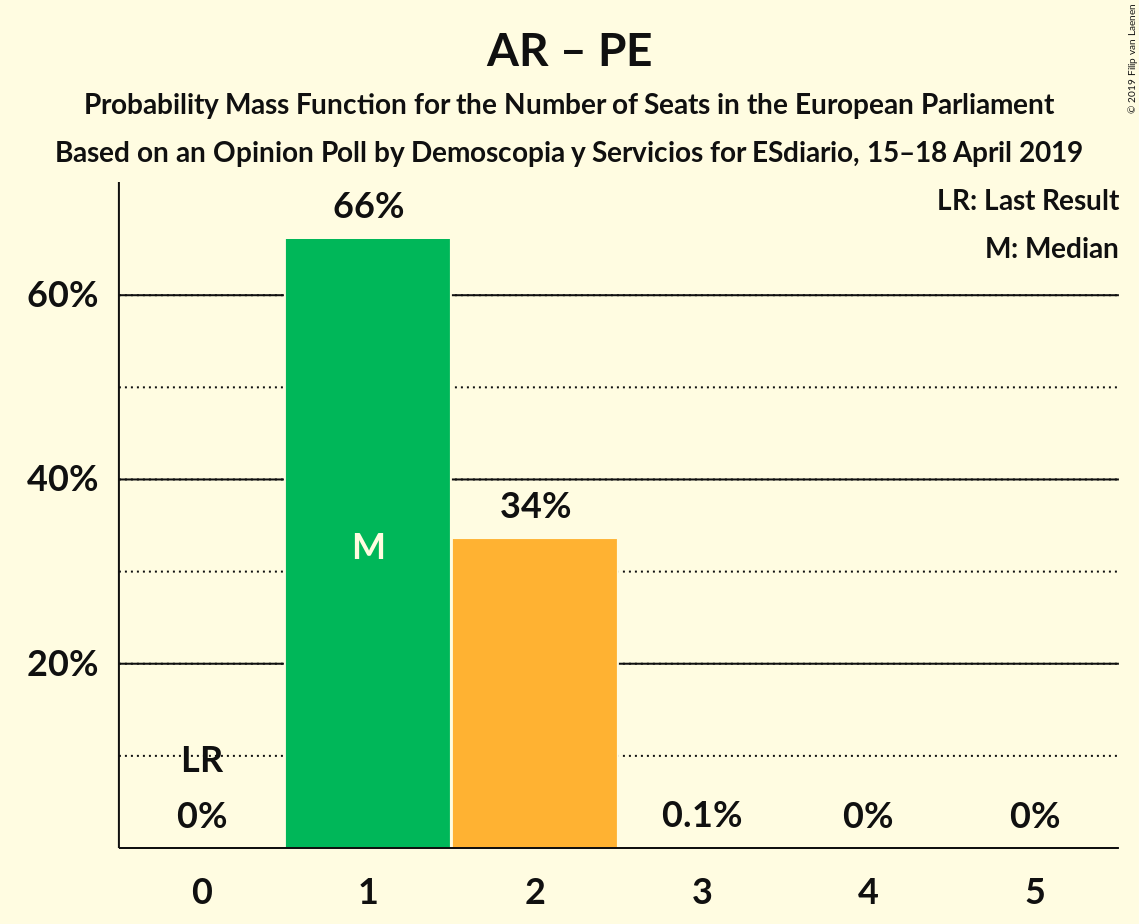 AR – PE
Probability Mass Function for the Number of Seats in the European Parliament
Based on an Opinion Poll by Demoscopia y Servicios for ESdiario, 15–18 April 2019
© 2019 Filip van Laenen
LR: Last Result
M: Median
66%
60%
40%
34%
M
20%
LR
0%
0.1%
0%
0%
0 1 2 3 4 5